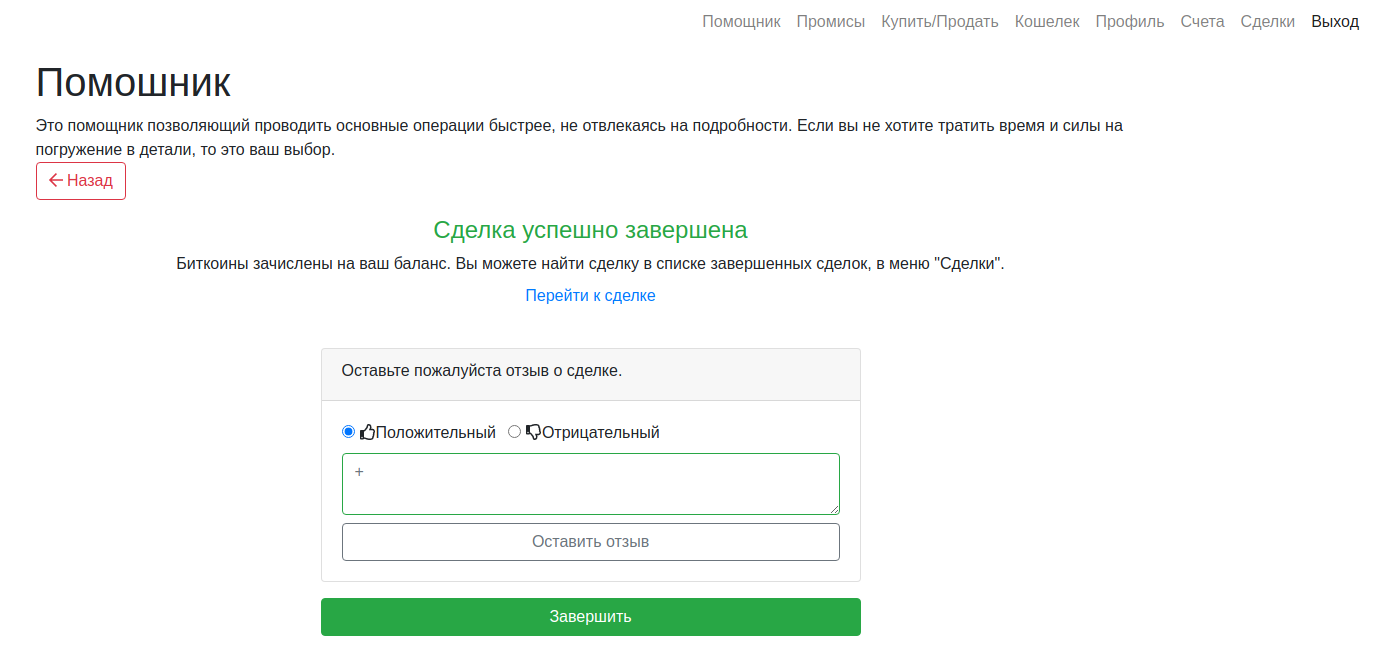 Помощник Промисы Купить/Продать Кошелек Профиль Счета Сделки Выход
Помошник
Это помощник позволяющий проводить основные операции быстрее, не отвлекаясь на подробности. Если вы не хотите тратить время и силы на
погружение в детали, то это ваш выбор.
Назад
Сделка успешно завершена
Биткоины зачислены на ваш баланс. Вы можете найти сделку в списке завершенных сделок, в меню "Сделки".
Перейти к сделке
Оставьте пожалуйста отзыв о сделке.
Положительный Отрицательный
+
Оставить отзыв
Завершить